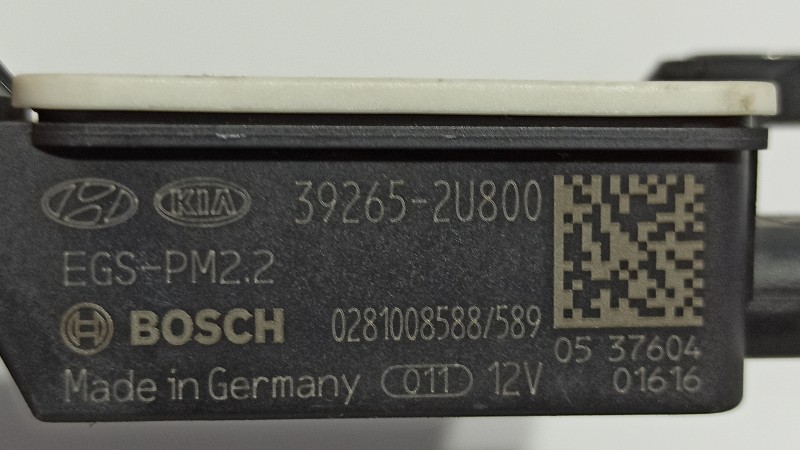 KIA 39265-2U800
EGS-PM2.2
BOSCH 0281008588/589
05 37604
Made in Germany 011 12V 01616